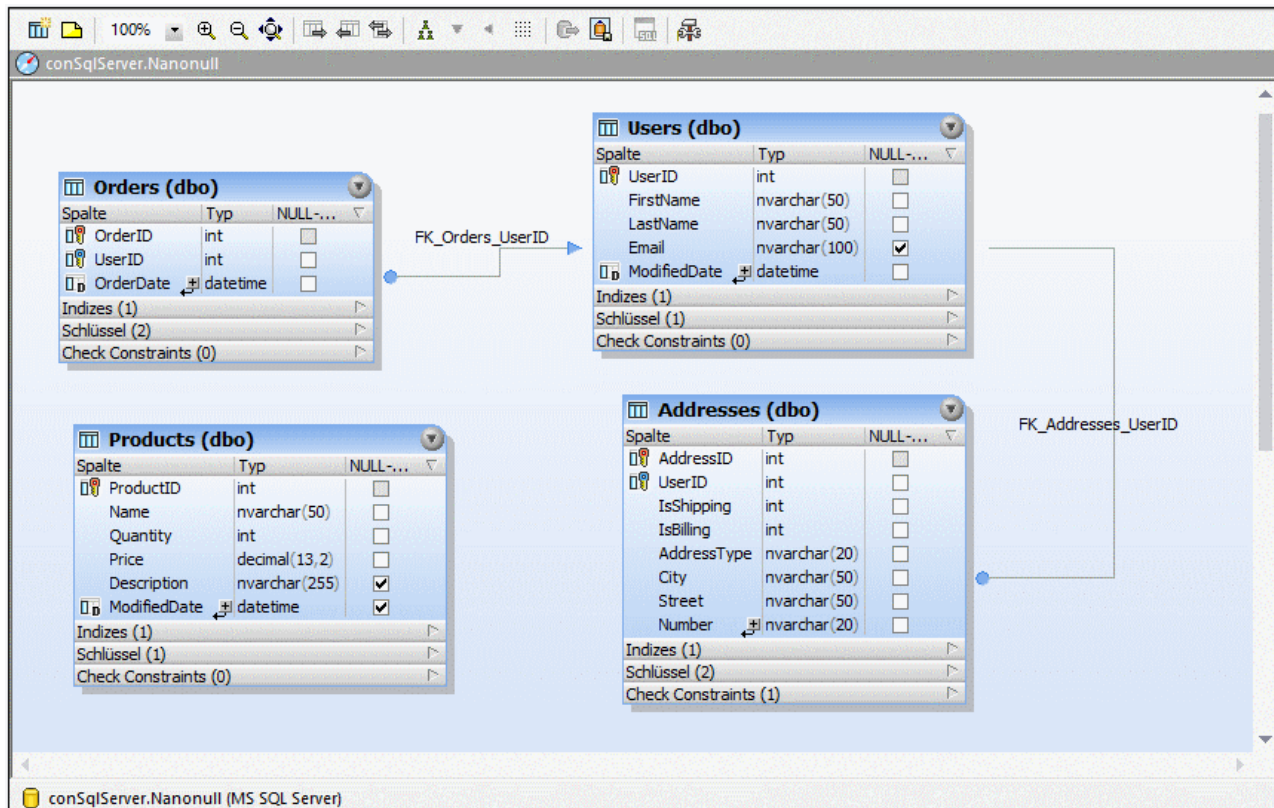 100%
conSqlServer.Nanonull
Orders (dbo)
Spalte Typ NULL-...
OrderID int
UserID int
OrderDate datetime
Indizes (1)
Schlüssel (2)
Check Constraints (0)
FK_Orders_UserID
Users (dbo)
Spalte Typ NULL-...
UserID int
FirstName nvarchar(50)
LastName nvarchar(50)
Email nvarchar(100)
ModifiedDate datetime
Indizes (1)
Schlüssel (1)
Check Constraints (0)
Products (dbo)
Spalte Typ NULL-...
ProductID int
Name nvarchar(50)
Quantity int
Price decimal(13,2)
Description nvarchar(255)
ModifiedDate datetime
Indizes (1)
Schlüssel (1)
Check Constraints (0)
Addresses (dbo)
Spalte Typ NULL-...
AddressID int
UserID int
IsShipping int
IsBilling int
AddressType nvarchar(20)
City nvarchar(50)
Street nvarchar(50)
Number nvarchar(20)
Indizes (1)
Schlüssel (2)
Check Constraints (1)
FK_Addresses_UserID
conSqlServer.Nanonull (MS SQL Server)